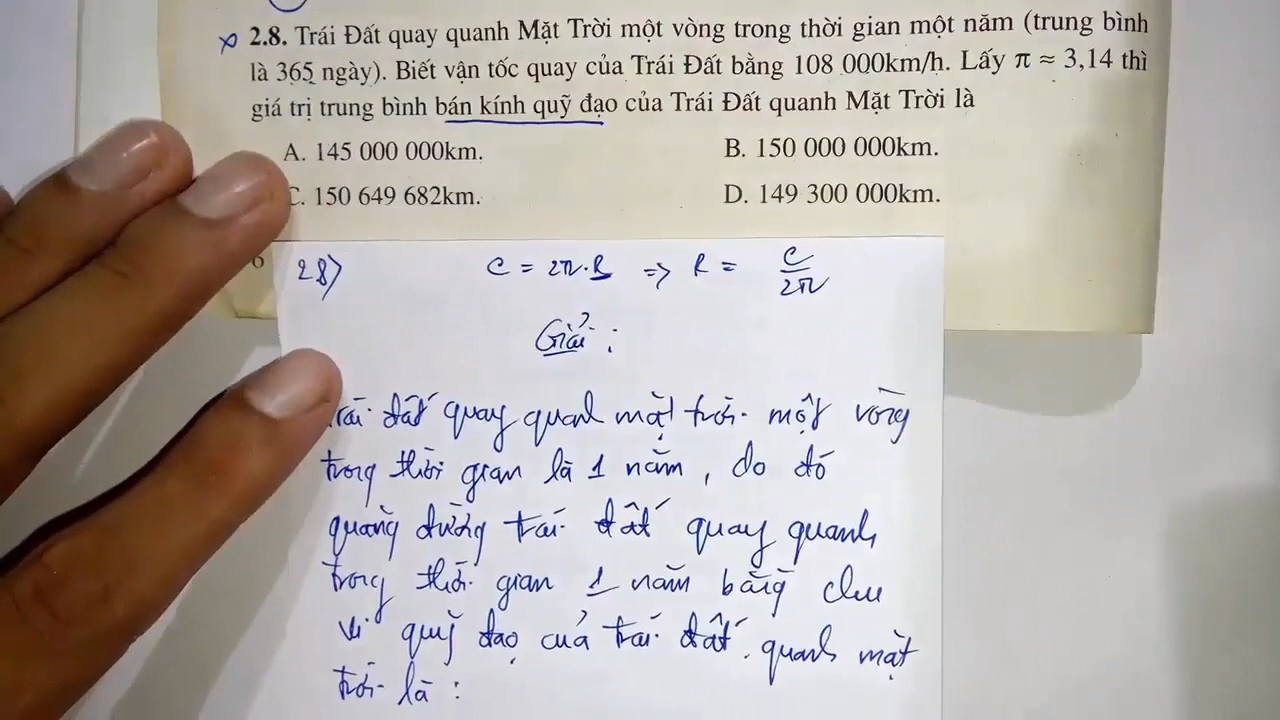 2.8. Trái Đất quay quanh Mặt Trời một vòng trong thời gian một năm (trung bình
là 365 ngày). Biết vận tốc quay của Trái Đất bằng 108 000km/h. Lấy π ≈ 3,14 thì
giá trị trung bình bán kính quỹ đạo của Trái Đất quanh Mặt Trời là
A. 145 000 000km. B. 150 000 000km.
C. 150 649 682km. D. 149 300 000km.
6
2.8) C = 2π.R => R = C/2π
Giải:
trái đất quay quanh mặt trời một vòng
trong thời gian là 1 năm, do đó
quãng đường trái đất quay quanh
trong thời gian 1 năm bằng chu
vi quỹ đạo của trái đất quanh mặt
trời là :